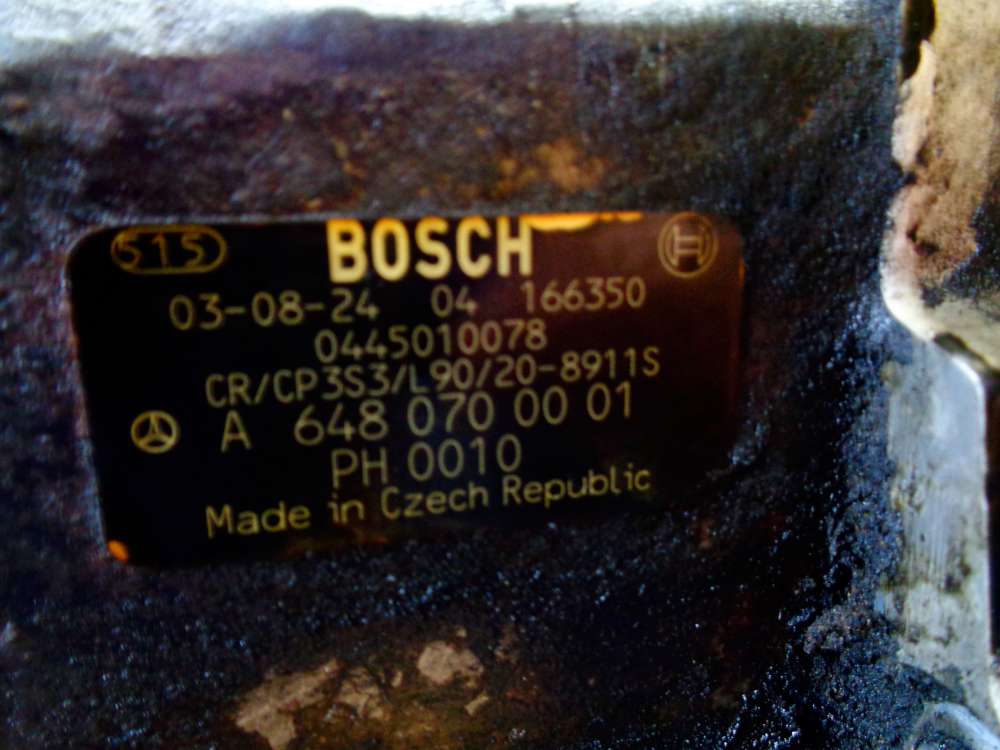 515 BOSCH
03-08-24 04 166350
0445010078
CR/CP3S3/L90/20-8911S
A 648 070 00 01
PH 0010
Made in Czech Republic